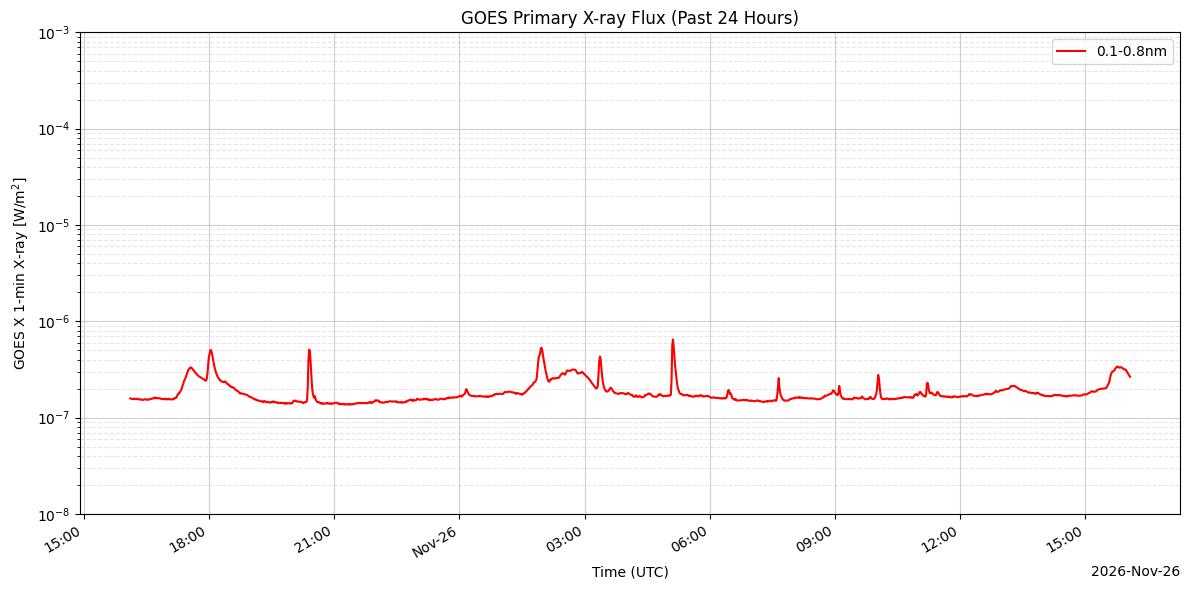 GOES Primary X-ray Flux (Past 24 Hours)
0.1-0.8nm
GOES X 1-min X-ray [W/m²]
10⁻³
10⁻⁴
10⁻⁵
10⁻⁶
10⁻⁷
10⁻⁸
15:00
18:00
21:00
Nov-26
03:00
06:00
09:00
12:00
15:00
Time (UTC)
2026-Nov-26